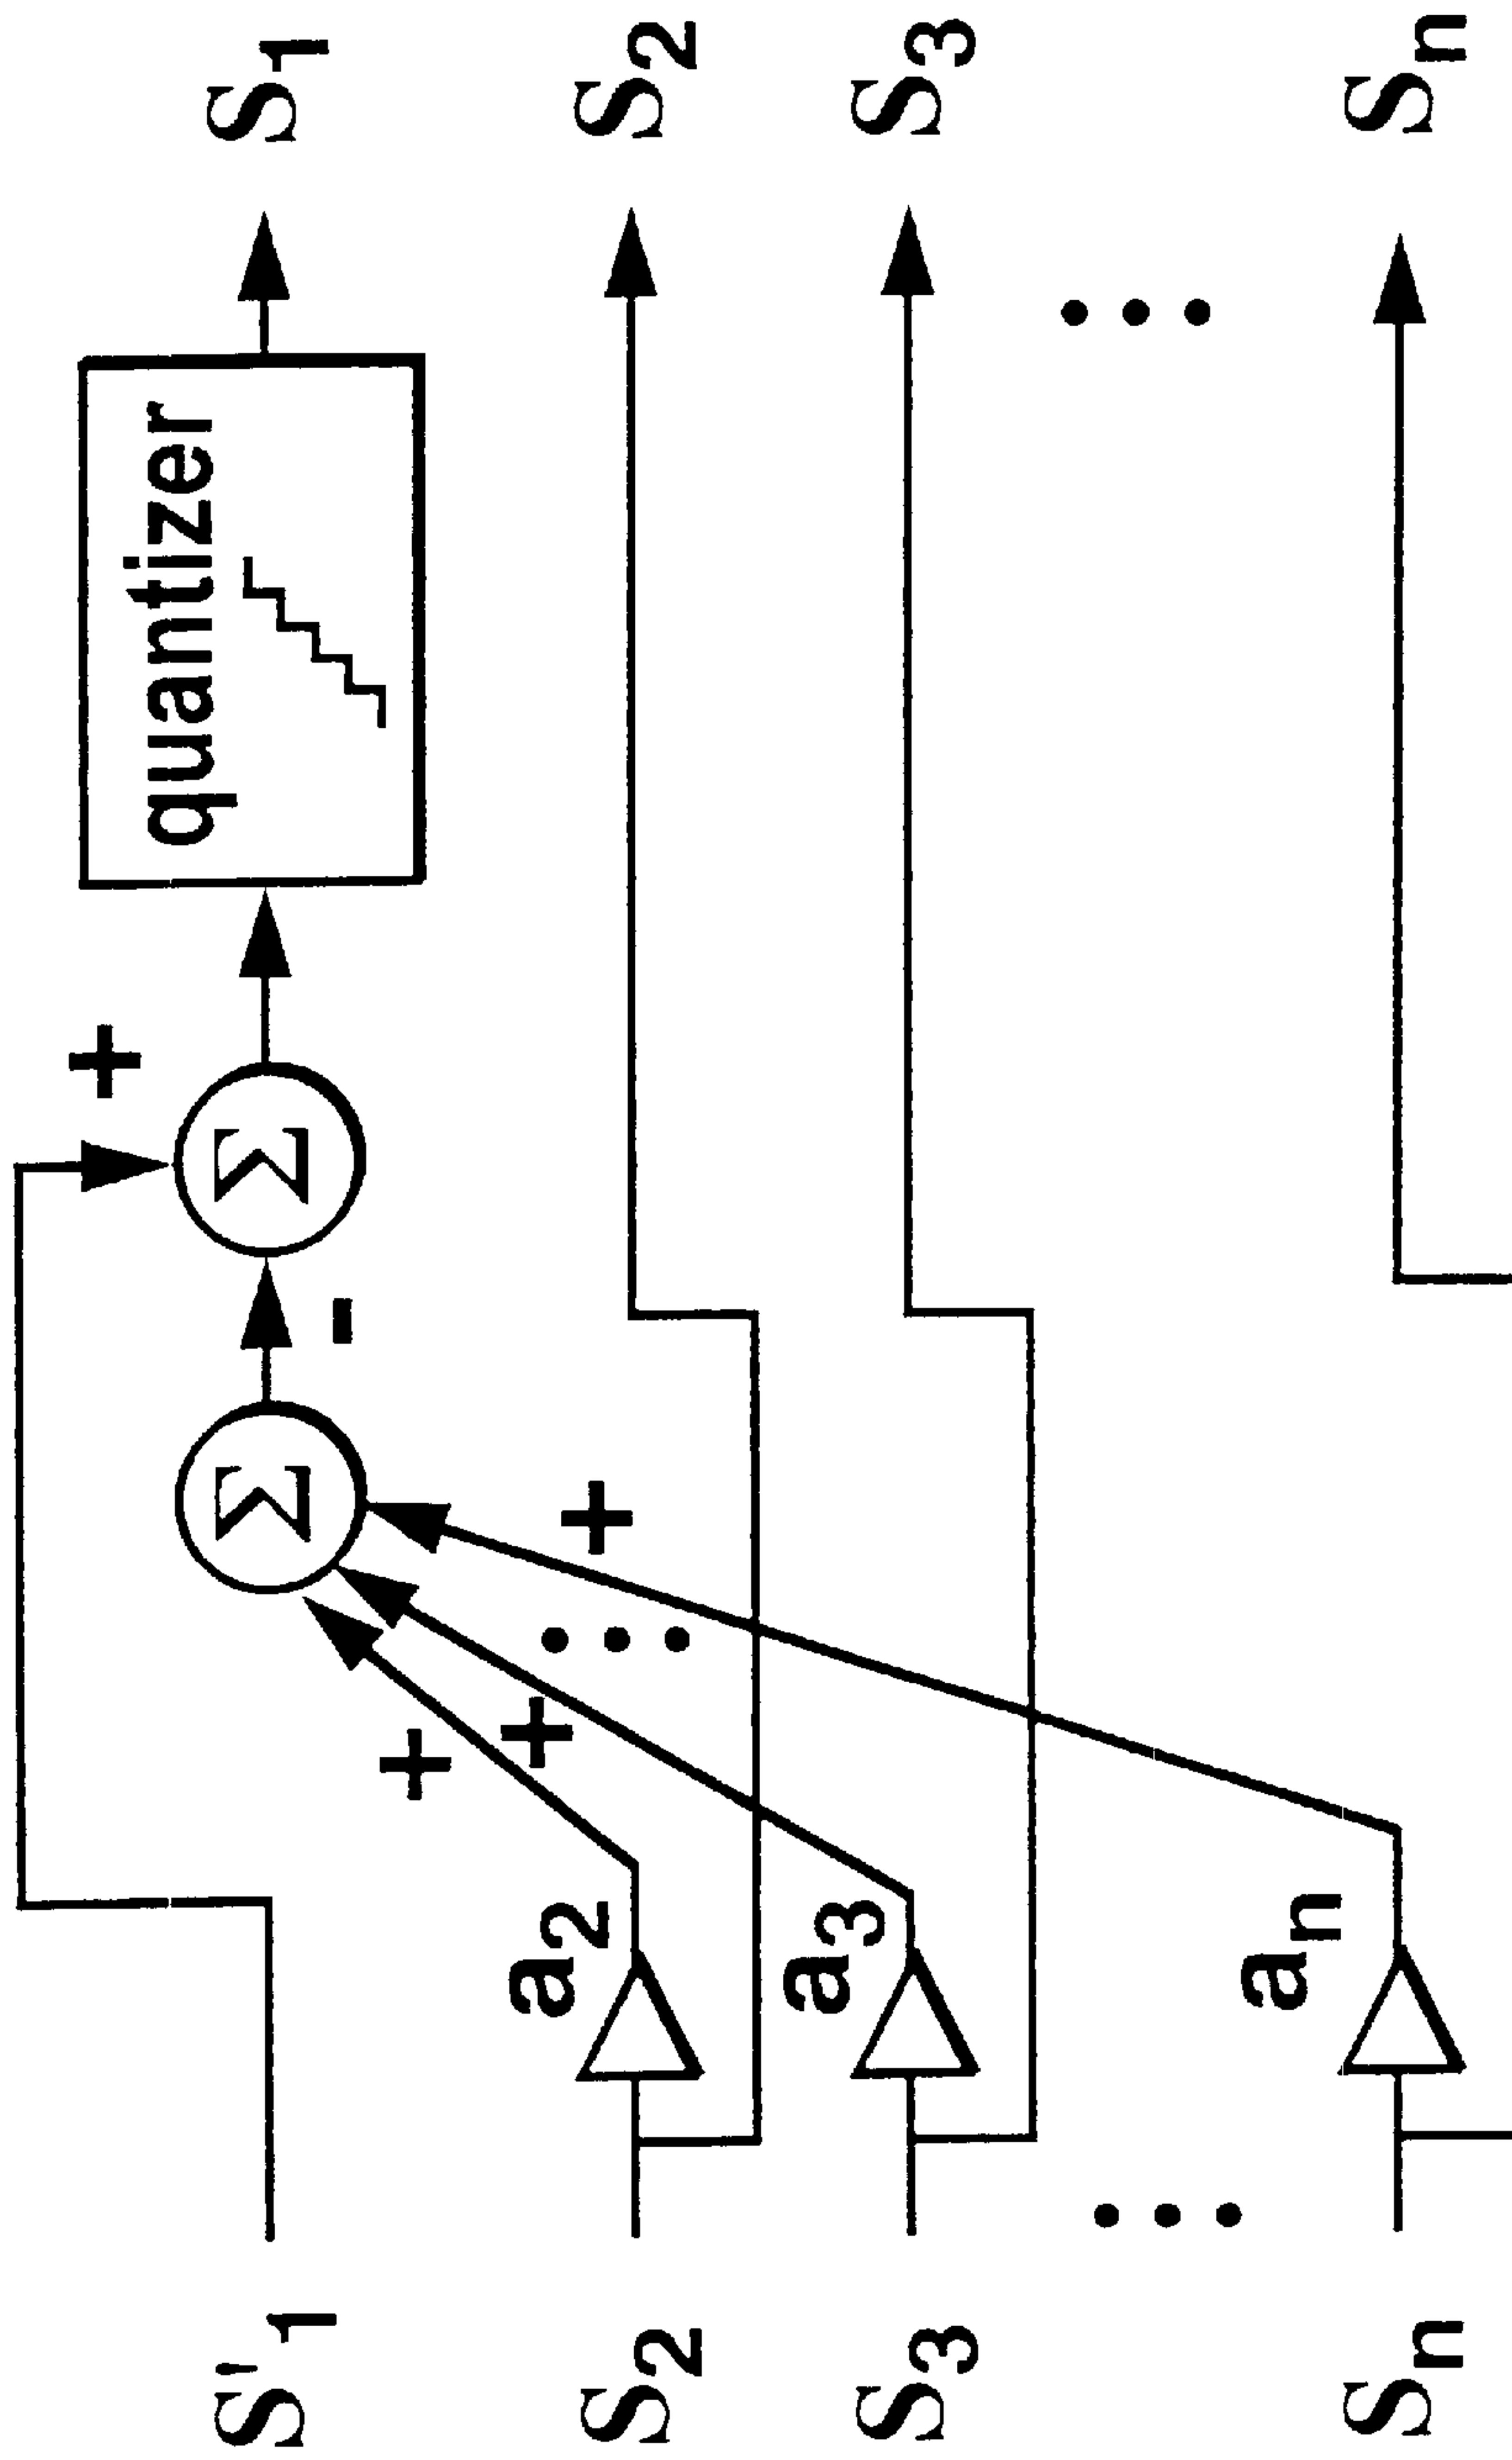 S'1
S2
S3
Sn
a2
a3
an
+
+
+
Σ
-
Σ
+
quantizer
S1
S2
S3
Sn